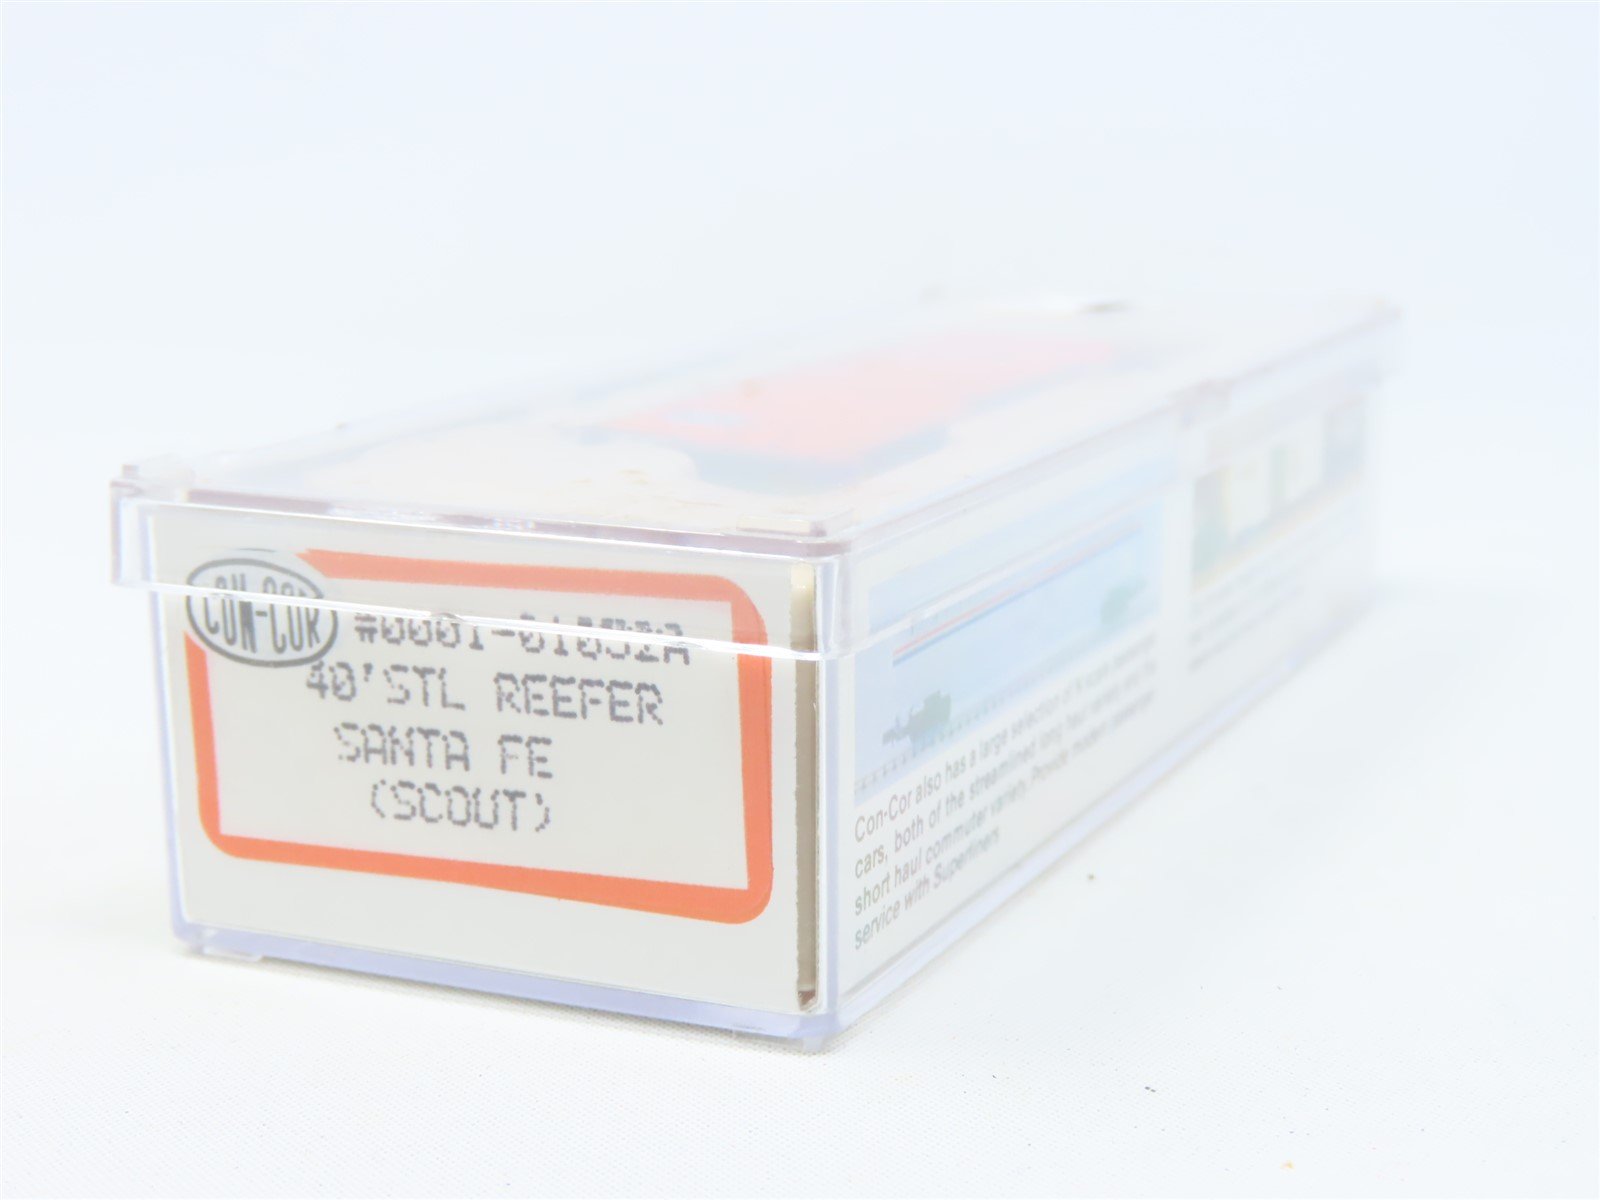 CON-COR
#0001-01052A
40'STL REEFER
SANTA FE
(SCOUT)
Con-Cor also has a large selection of N scale passenger
cars, both of the streamlined long haul variety and the
short haul commuter variety. Provide modern passenger
service with Superliners